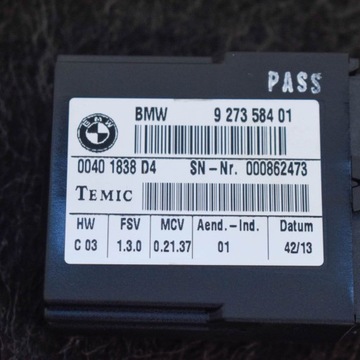 PASS
BMW
BMW 9 273 584 01
0040 1838 D4 SN-Nr. 000862473
TEMIC
HW FSV MCV Aend.-Ind. Datum
C 03 1.3.0 0.21.37 01 42/13